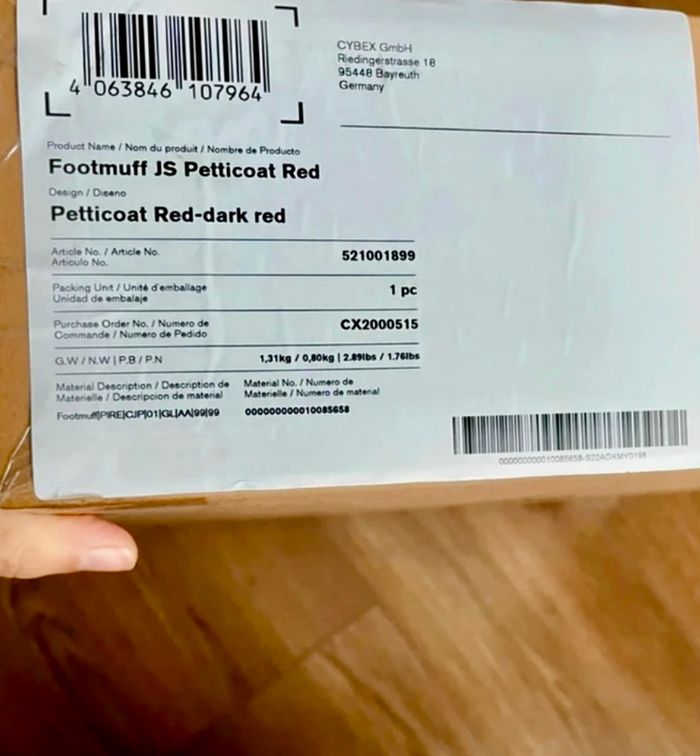 4 063846 107964
CYBEX GmbH
Riedingerstrasse 18
95448 Bayreuth
Germany
Product Name / Nom du produit / Nombre de Producto
Footmuff JS Petticoat Red
Design / Diseno
Petticoat Red-dark red
Article No. / Article No.
Articulo No.
521001899
Packing Unit / Unité d'emballage
Unidad de embalaje
1 pc
Purchase Order No. / Numero de
Commande / Numero de Pedido
CX2000515
G.W / N.W | P.B / P.N
1,31kg / 0,80kg | 2.89lbs / 1.76lbs
Material Description / Description de
Materielle / Descripcion de material
Material No. / Numero de
Materielle / Numero de material
Footmuff|PIRE|CJP|01|GL|AA|99|99
000000000010085658
000000000010085658-S22AGKMY0198